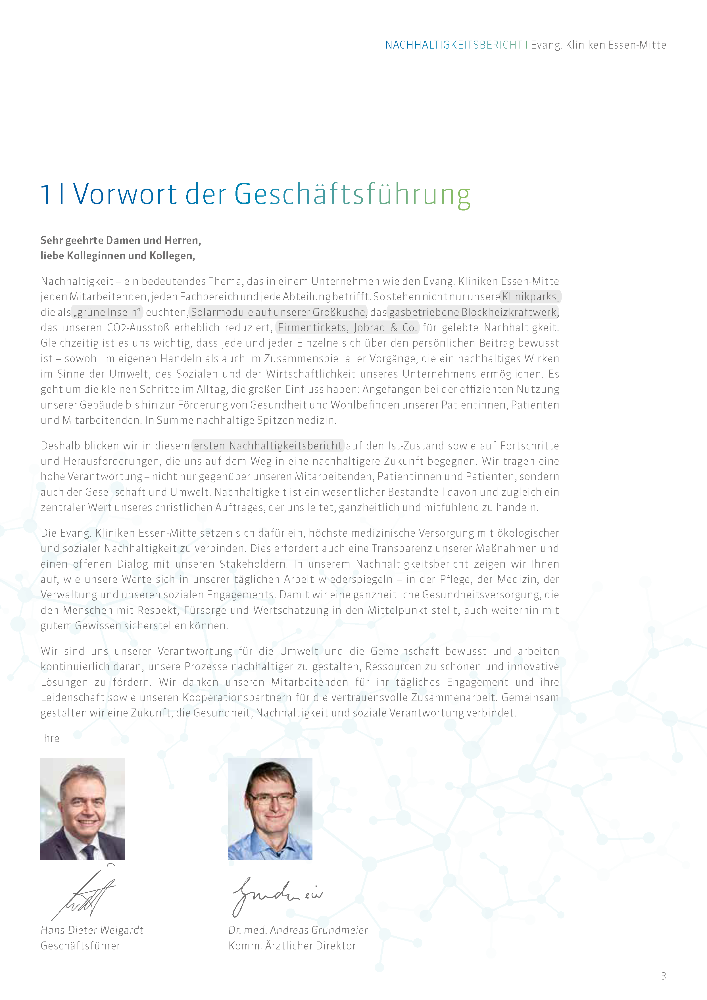 NACHHALTIGKEITSBERICHT | Evang. Kliniken Essen-Mitte
1 | Vorwort der Geschäftsführung
Sehr geehrte Damen und Herren,
liebe Kolleginnen und Kollegen,
Nachhaltigkeit – ein bedeutendes Thema, das in einem Unternehmen wie den Evang. Kliniken Essen-Mitte
jeden Mitarbeitenden, jeden Fachbereich und jede Abteilung betrifft. So stehen nicht nur unsere Klinikparks,
die als „grüne Inseln“ leuchten, Solarmodule auf unserer Großküche, das gasbetriebene Blockheizkraftwerk,
das unseren CO2-Ausstoß erheblich reduziert, Firmentickets, Jobrad & Co. für gelebte Nachhaltigkeit.
Gleichzeitig ist es uns wichtig, dass jede und jeder Einzelne sich über den persönlichen Beitrag bewusst
ist – sowohl im eigenen Handeln als auch im Zusammenspiel aller Vorgänge, die ein nachhaltiges Wirken
im Sinne der Umwelt, des Sozialen und der Wirtschaftlichkeit unseres Unternehmens ermöglichen. Es
geht um die kleinen Schritte im Alltag, die großen Einfluss haben: Angefangen bei der effizienten Nutzung
unserer Gebäude bis hin zur Förderung von Gesundheit und Wohlbefinden unserer Patientinnen, Patienten
und Mitarbeitenden. In Summe nachhaltige Spitzenmedizin.
Deshalb blicken wir in diesem ersten Nachhaltigkeitsbericht auf den Ist-Zustand sowie auf Fortschritte
und Herausforderungen, die uns auf dem Weg in eine nachhaltigere Zukunft begegnen. Wir tragen eine
hohe Verantwortung – nicht nur gegenüber unseren Mitarbeitenden, Patientinnen und Patienten, sondern
auch der Gesellschaft und Umwelt. Nachhaltigkeit ist ein wesentlicher Bestandteil davon und zugleich ein
zentraler Wert unseres christlichen Auftrages, der uns leitet, ganzheitlich und mitfühlend zu handeln.
Die Evang. Kliniken Essen-Mitte setzen sich dafür ein, höchste medizinische Versorgung mit ökologischer
und sozialer Nachhaltigkeit zu verbinden. Dies erfordert auch eine Transparenz unserer Maßnahmen und
einen offenen Dialog mit unseren Stakeholdern. In unserem Nachhaltigkeitsbericht zeigen wir Ihnen
auf, wie unsere Werte sich in unserer täglichen Arbeit wiederspiegeln – in der Pflege, der Medizin, der
Verwaltung und unseren sozialen Engagements. Damit wir eine ganzheitliche Gesundheitsversorgung, die
den Menschen mit Respekt, Fürsorge und Wertschätzung in den Mittelpunkt stellt, auch weiterhin mit
gutem Gewissen sicherstellen können.
Wir sind uns unserer Verantwortung für die Umwelt und die Gemeinschaft bewusst und arbeiten
kontinuierlich daran, unsere Prozesse nachhaltiger zu gestalten, Ressourcen zu schonen und innovative
Lösungen zu fördern. Wir danken unseren Mitarbeitenden für ihr tägliches Engagement und ihre
Leidenschaft sowie unseren Kooperationspartnern für die vertrauensvolle Zusammenarbeit. Gemeinsam
gestalten wir eine Zukunft, die Gesundheit, Nachhaltigkeit und soziale Verantwortung verbindet.
Ihre
Hans-Dieter Weigardt
Geschäftsführer
Dr. med. Andreas Grundmeier
Komm. Ärztlicher Direktor
3